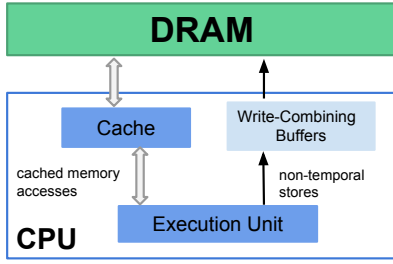 DRAM
Cache
Write-Combining
Buffers
cached memory
accesses
non-temporal
stores
Execution Unit
CPU